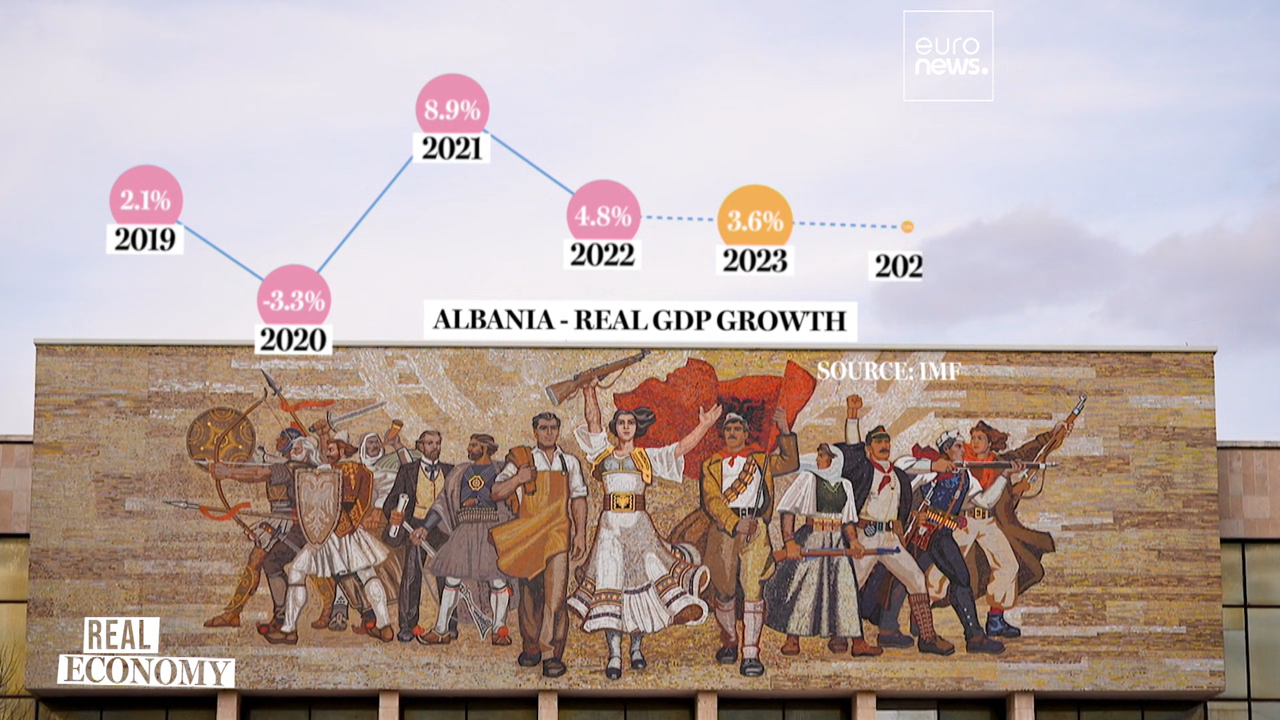 euro
news.
8.9%
2021
2.1%
2019
4.8%
2022
3.6%
2023
202
-3.3%
2020
ALBANIA - REAL GDP GROWTH
SOURCE: IMF
REAL
ECONOMY